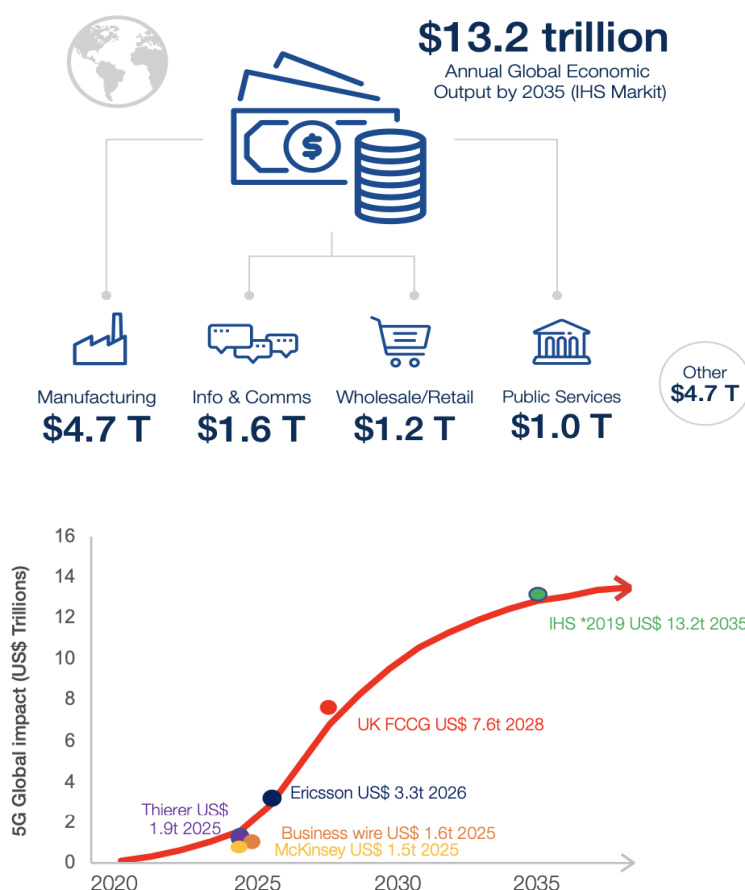 $13.2 trillion
Annual Global Economic
Output by 2035 (IHS Markit)
$
Manufacturing
$4.7 T
Info & Comms
$1.6 T
Wholesale/Retail
$1.2 T
Public Services
$1.0 T
Other
$4.7 T
5G Global impact (US$ Trillions)
16
14
12
10
8
6
4
2
0
IHS *2019 US$ 13.2t 2035
UK FCCG US$ 7.6t 2028
Ericsson US$ 3.3t 2026
Thierer US$
1.9t 2025
Business wire US$ 1.6t 2025
McKinsey US$ 1.5t 2025
2020
2025
2030
2035